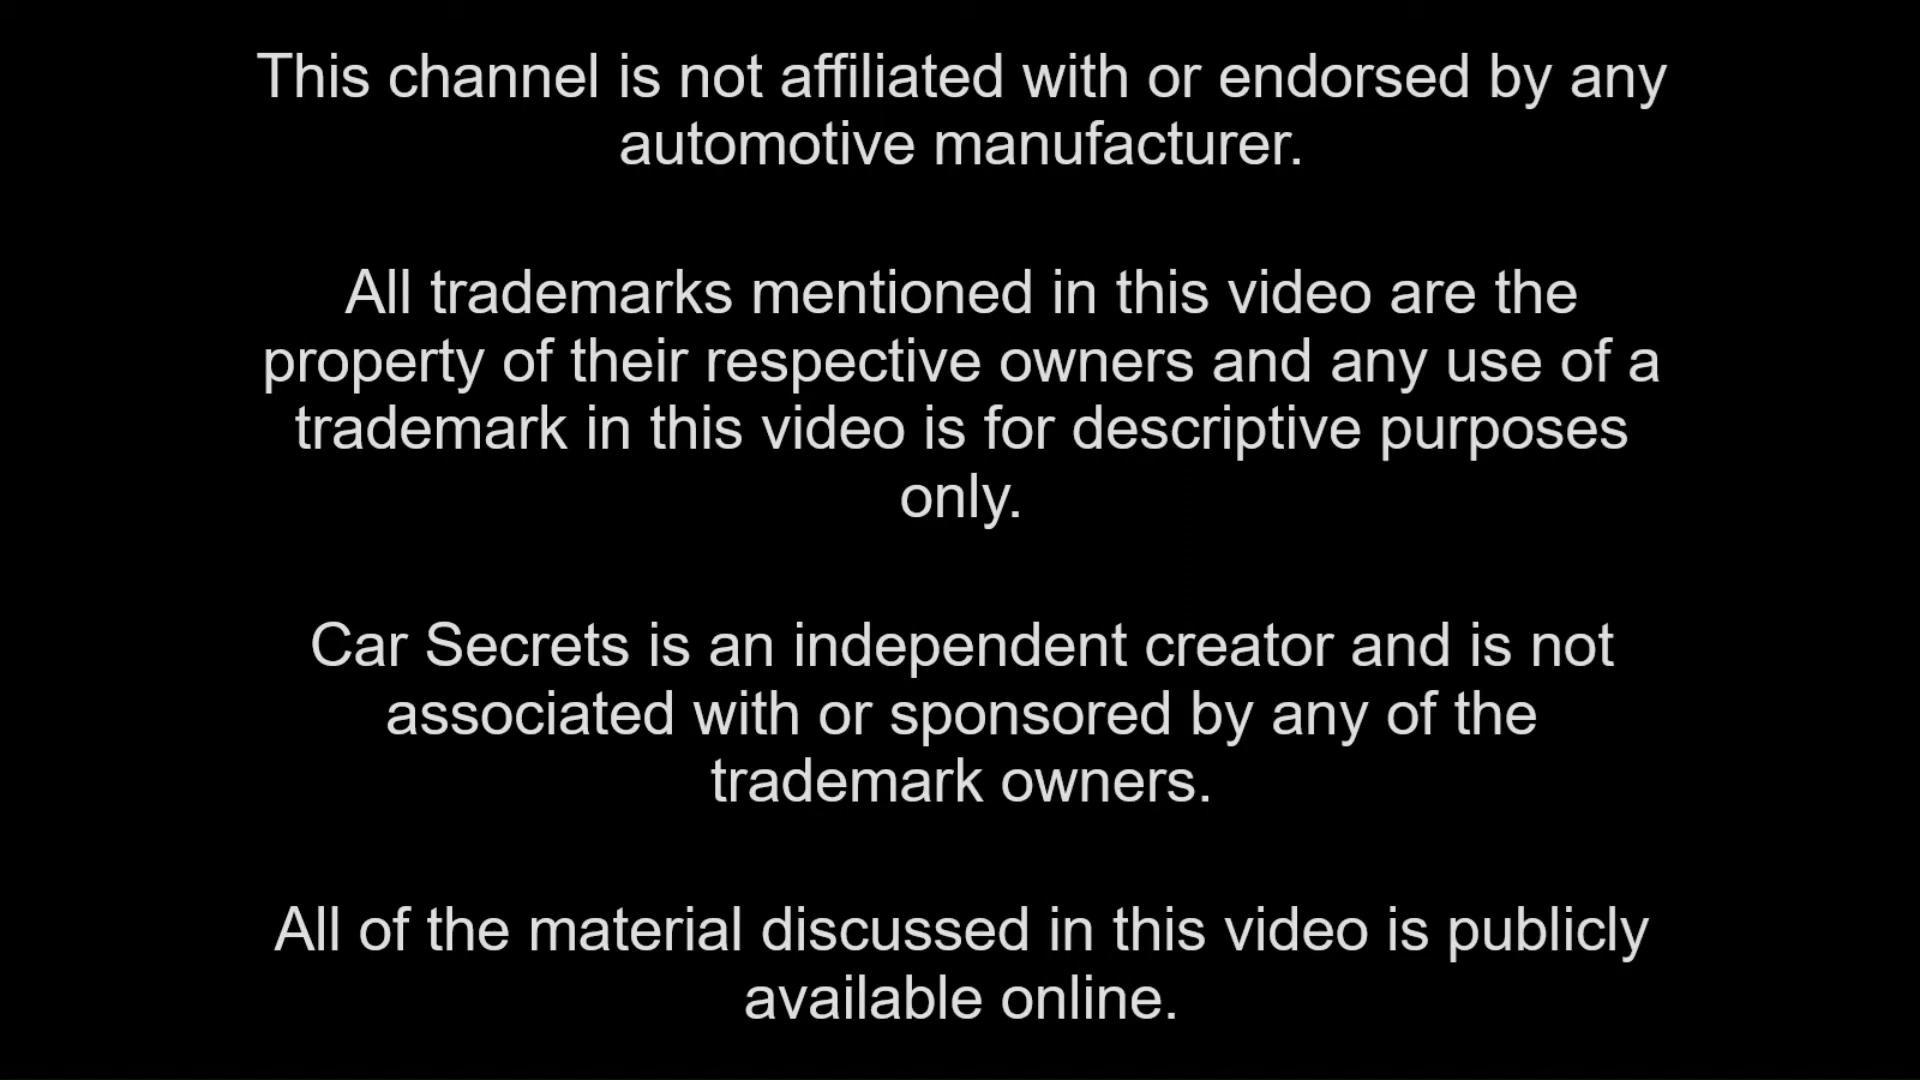 This channel is not affiliated with or endorsed by any
automotive manufacturer.
All trademarks mentioned in this video are the
property of their respective owners and any use of a
trademark in this video is for descriptive purposes
only.
Car Secrets is an independent creator and is not
associated with or sponsored by any of the
trademark owners.
All of the material discussed in this video is publicly
available online.